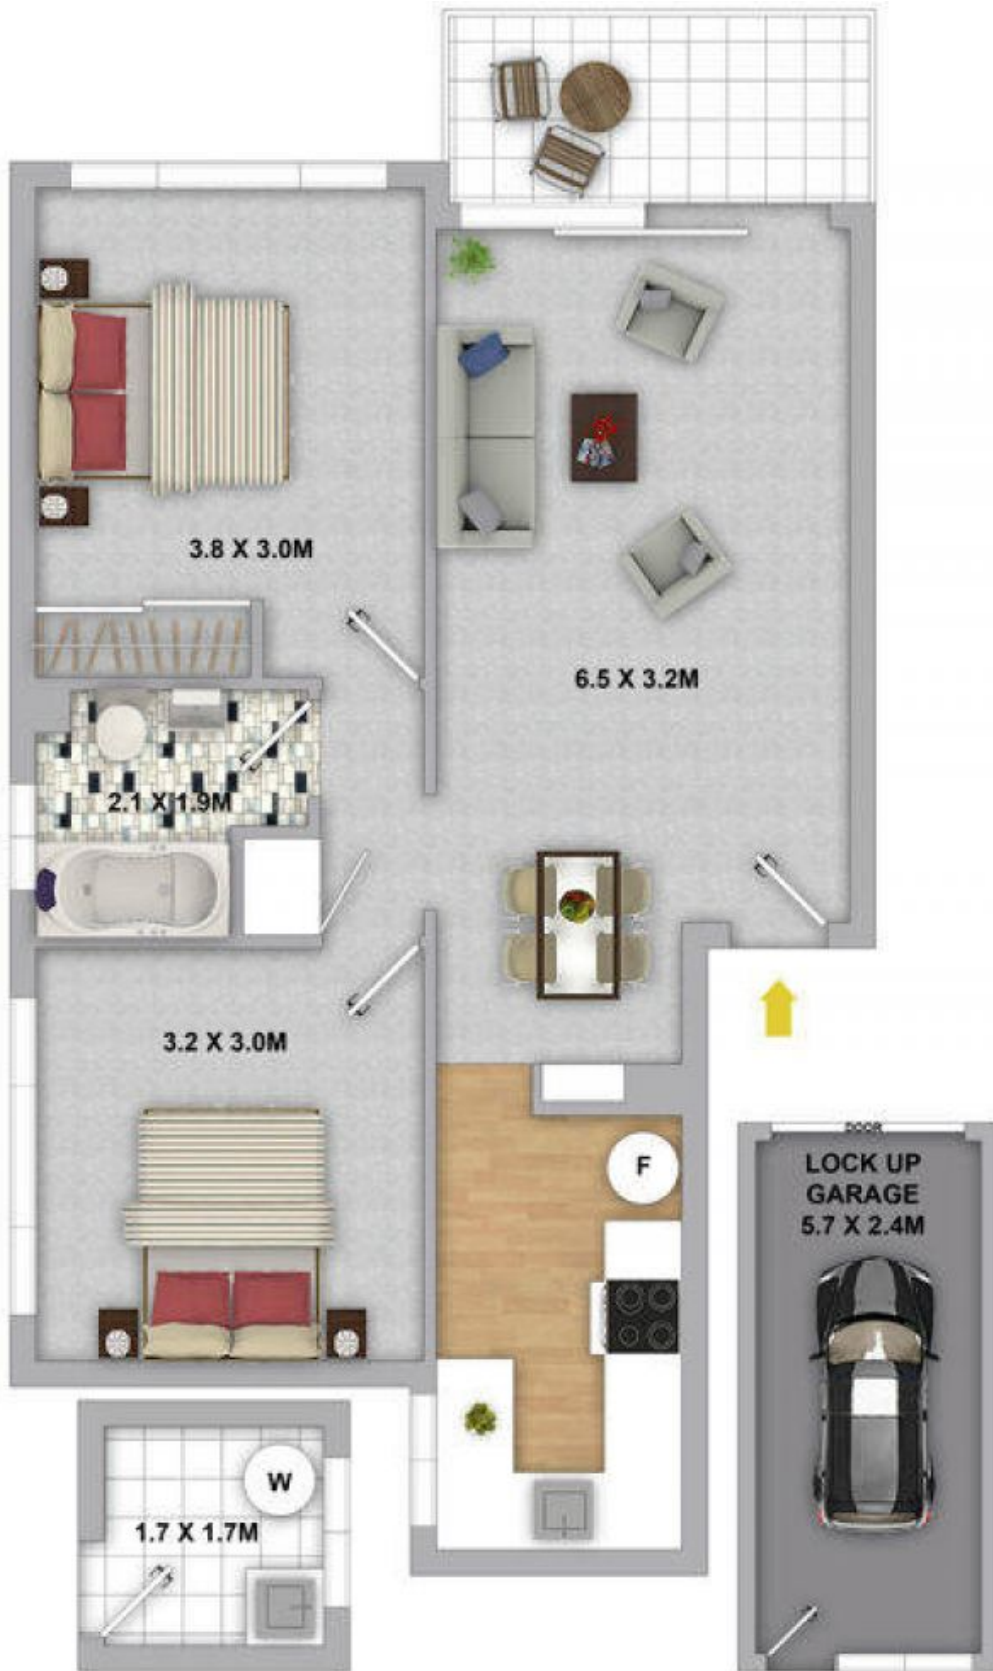 3.8 X 3.0M
6.5 X 3.2M
2.1 X 1.9M
3.2 X 3.0M
F
DOOR
LOCK UP
GARAGE
5.7 X 2.4M
W
1.7 X 1.7M